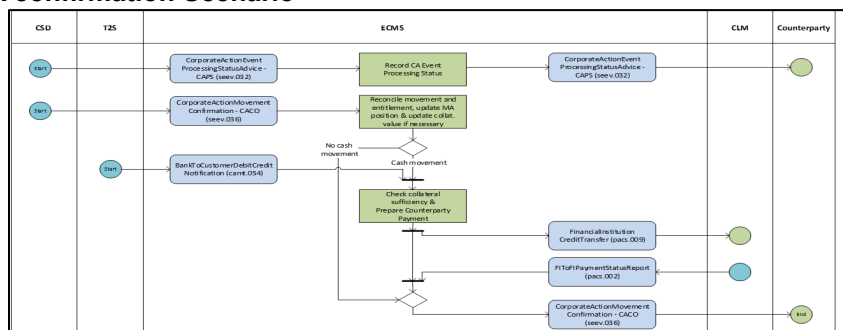 CSD T2S ECMS CLM Counterparty
Start
CorporateActionEvent
ProcessingStatusAdvice -
CAPS (seev.032)
Record CA Event
Processing Status
CorporateActionEvent
ProcessingStatusAdvice -
CAPS (seev.032)
Start
CorporateActionMovement
Confirmation - CACO
(seev.036)
Reconcile movement and
entitlement, update MA
position & update collat.
value if necessary
No cash
movement
Cash movement
Start
BankToCustomerDebitCredit
Notification (camt.054)
Check collateral
sufficiency &
Prepare Counterparty
Payment
FinancialInstitution
CreditTransfer (pacs.009)
FIToFIPaymentStatusReport
(pacs.002)
CorporateActionMovement
Confirmation - CACO
(seev.036)
End